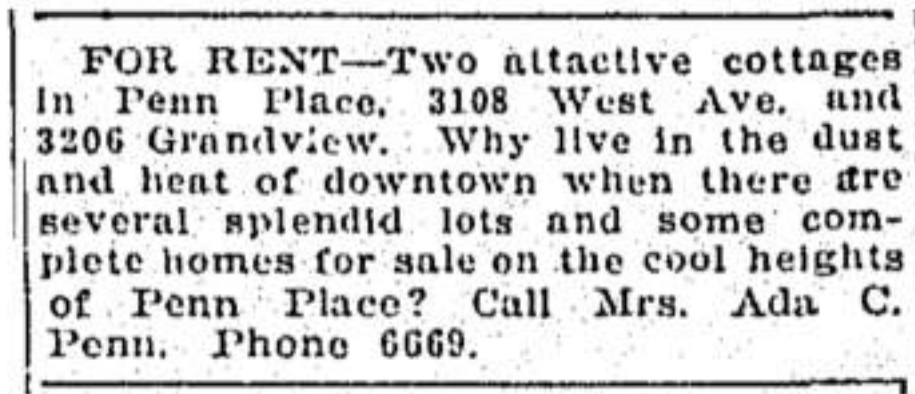 FOR RENT—Two attactive cottages
in Penn Place, 3108 West Ave. and
3206 Grandview. Why live in the dust
and heat of downtown when there are
several splendid lots and some com-
plete homes for sale on the cool heights
of Penn Place? Call Mrs. Ada C.
Penn. Phone 6669.